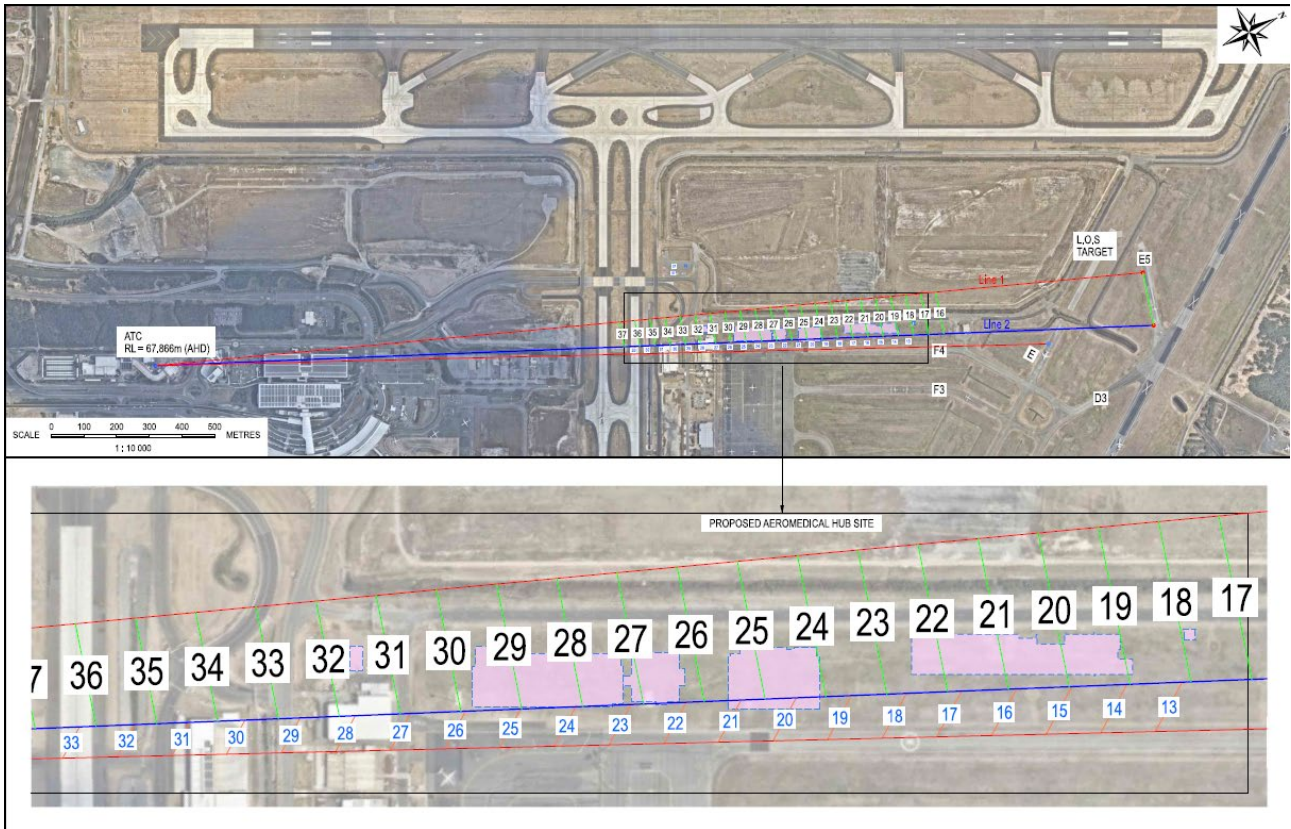 Z
L,O,S
TARGET
E5
Line 1
37 36 35 34 33 32 31 30 29 28 27 26 25 24 23 22 21 20 19 18 17 16
Line 2
ATC
RL = 67,866m (AHD)
F4
E
F3
D3
SCALE 0 100 200 300 400 500 METRES
1 : 10 000
PROPOSED AEROMEDICAL HUB SITE
7 36 35 34 33 32 31 30 29 28 27 26 25 24 23 22 21 20 19 18 17
33 32 31 30 29 28 27 26 25 24 23 22 21 20 19 18 17 16 15 14 13